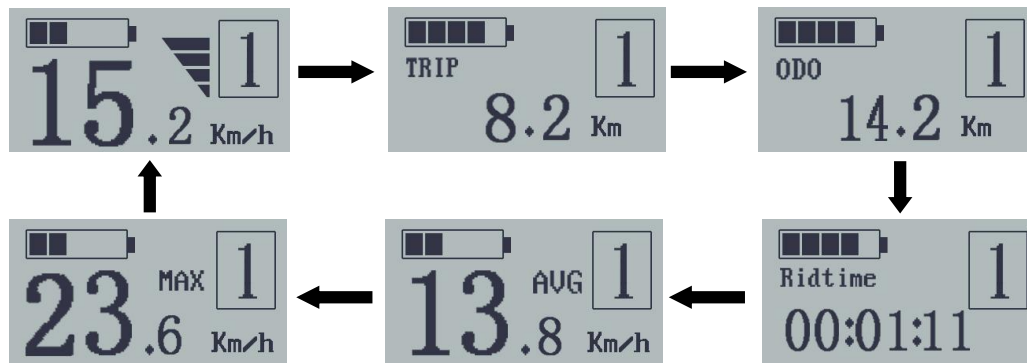 1
15.2 Km/h
1
TRIP
8.2 Km
1
ODO
14.2 Km
1
Ridtime
00:01:11
1
AVG
13.8 Km/h
1
MAX
23.6 Km/h